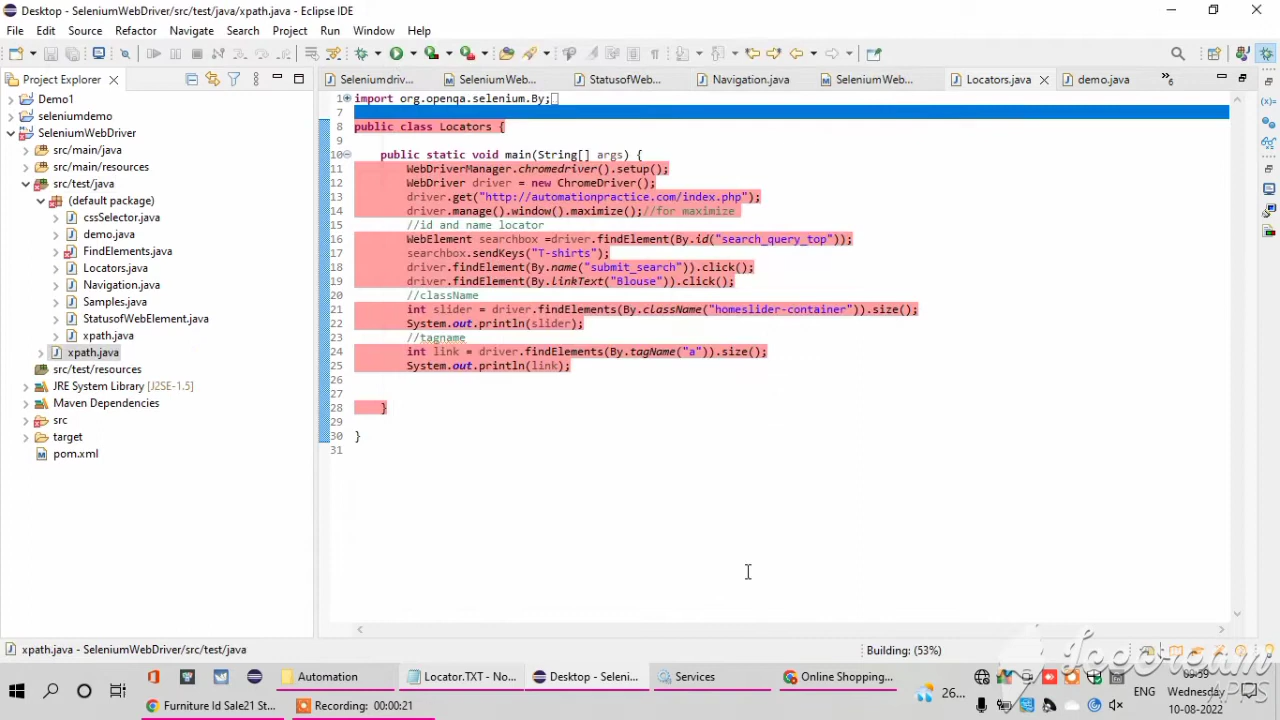 Desktop - SeleniumWebDriver/src/test/java/xpath.java - Eclipse IDE
File Edit Source Refactor Navigate Search Project Run Window Help
Project Explorer
Seleniumdriv...
SeleniumWeb...
StatusofWeb...
Navigation.java
SeleniumWeb...
Locators.java
demo.java
»6
Demo1
seleniumdemo
SeleniumWebDriver
src/main/java
src/main/resources
src/test/java
(default package)
cssSelector.java
demo.java
FindElements.java
Locators.java
Navigation.java
Samples.java
StatusofWebElement.java
xpath.java
xpath.java
src/test/resources
JRE System Library [J2SE-1.5]
Maven Dependencies
src
target
pom.xml
1 import org.openqa.selenium.By;
7
8 public class Locators {
9
10 public static void main(String[] args) {
11 WebDriverManager.chromedriver().setup();
12 WebDriver driver = new ChromeDriver();
13 driver.get("http://automationpractice.com/index.php");
14 driver.manage().window().maximize();//for maximize
15 //id and name locator
16 WebElement searchbox =driver.findElement(By.id("search_query_top"));
17 searchbox.sendKeys("T-shirts");
18 driver.findElement(By.name("submit_search")).click();
19 driver.findElement(By.linkText("Blouse")).click();
20 //className
21 int slider = driver.findElements(By.className("homeslider-container")).size();
22 System.out.println(slider);
23 //tagname
24 int link = driver.findElements(By.tagName("a")).size();
25 System.out.println(link);
26
27
28 }
29
30 }
31
xpath.java - SeleniumWebDriver/src/test/java
Building: (53%)
Automation
Locator.TXT - No...
Desktop - Seleni...
Services
Online Shopping...
Furniture Id Sale21 St...
Recording: 00:00:21
26...
ENG
Wednesday
10-08-2022
Icecream
APPS